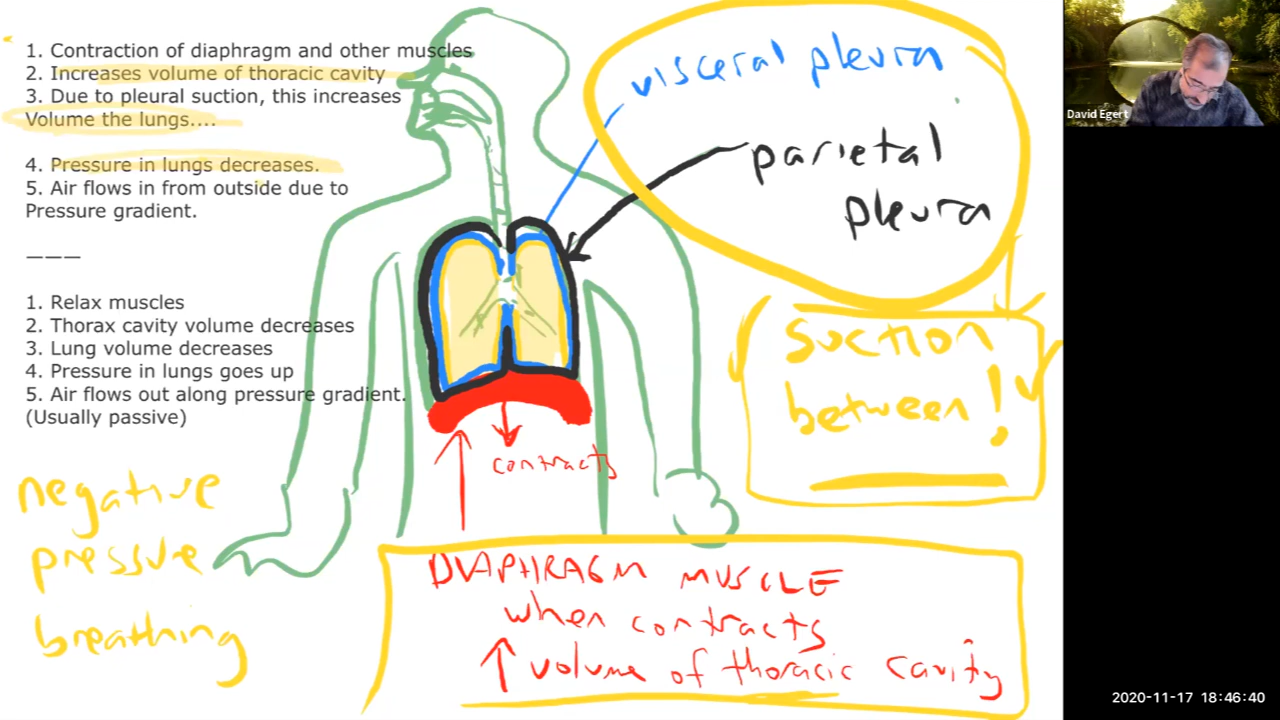 1. Contraction of diaphragm and other muscles
2. Increases volume of thoracic cavity
3. Due to pleural suction, this increases
Volume the lungs....
4. Pressure in lungs decreases.
5. Air flows in from outside due to
Pressure gradient.
———
1. Relax muscles
2. Thorax cavity volume decreases
3. Lung volume decreases
4. Pressure in lungs goes up
5. Air flows out along pressure gradient.
(Usually passive)
negative
pressure
breathing
visceral pleura
parietal
pleura
suction
between!
contracts
DIAPHRAGM MUSCLE
when contracts
↑ volume of thoracic cavity
David Egert
2020-11-17 18:46:40